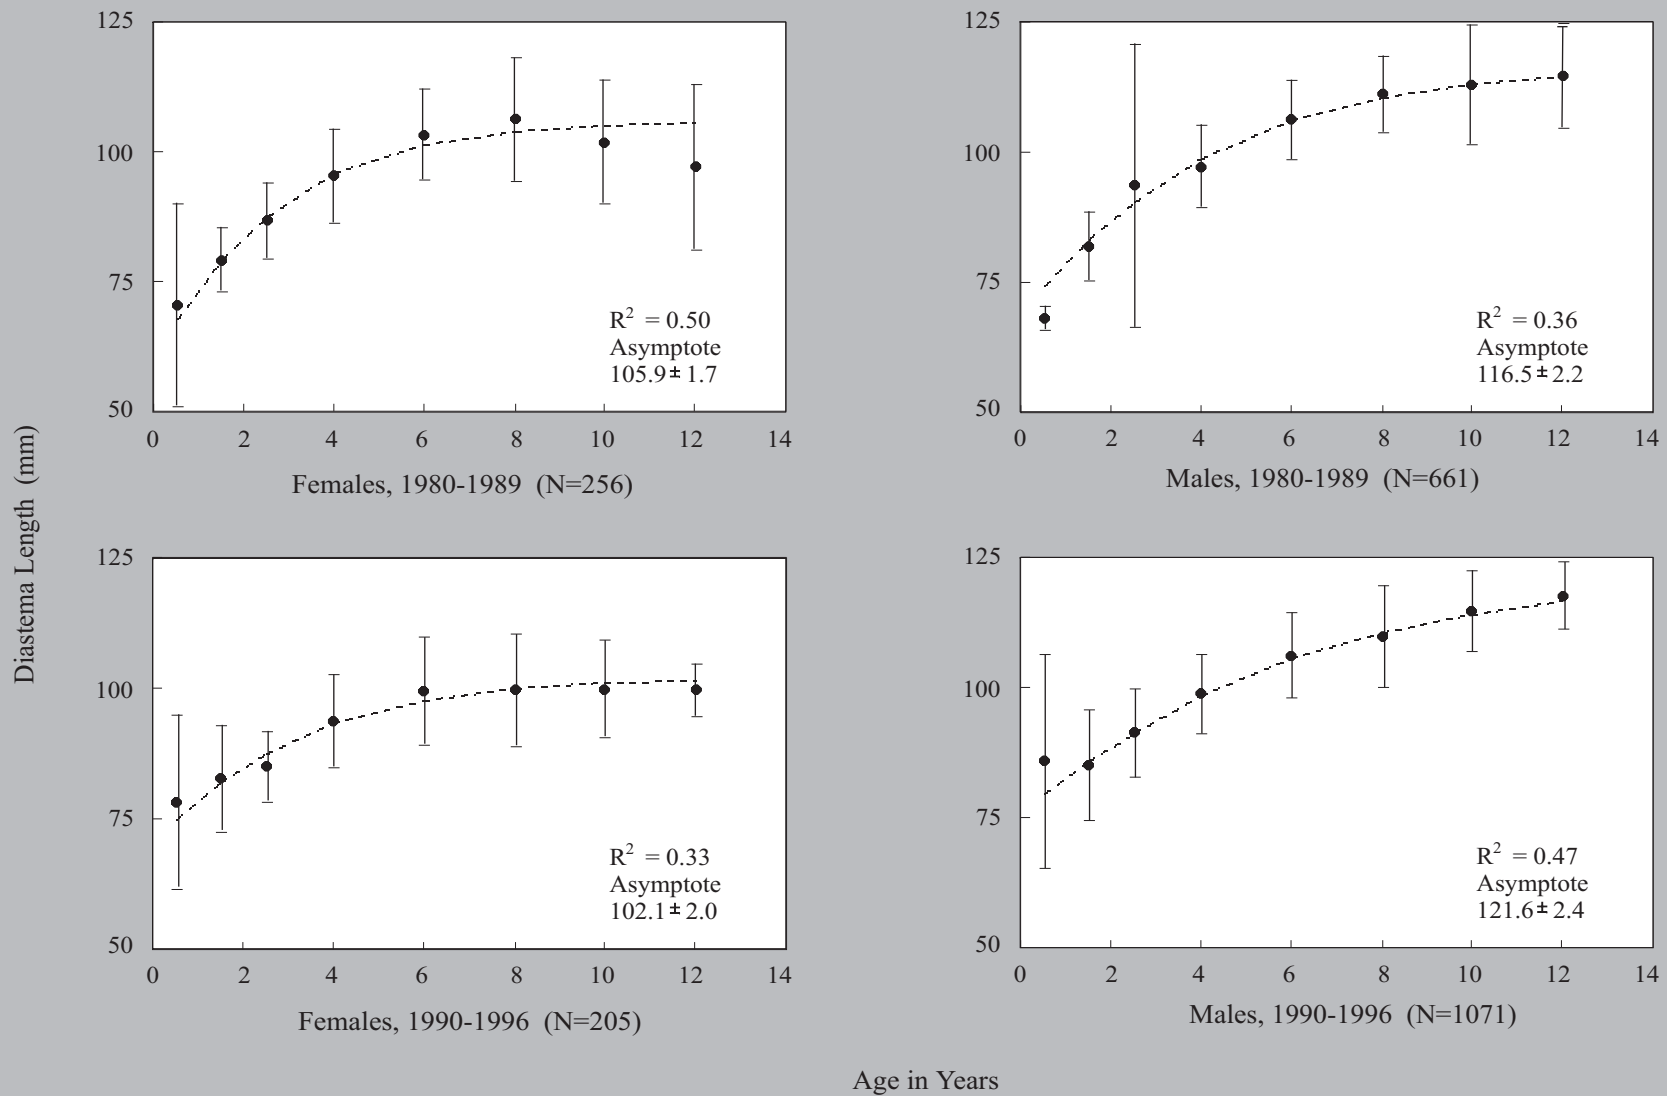 Diastema Length (mm)
125
100
75
50
R2 = 0.50
Asymptote
105.9 ± 1.7
0 2 4 6 8 10 12 14
Females, 1980-1989 (N=256)
125
100
75
50
R2 = 0.36
Asymptote
116.5 ± 2.2
0 2 4 6 8 10 12 14
Males, 1980-1989 (N=661)
125
100
75
50
R2 = 0.33
Asymptote
102.1 ± 2.0
0 2 4 6 8 10 12 14
Females, 1990-1996 (N=205)
125
100
75
50
R2 = 0.47
Asymptote
121.6 ± 2.4
0 2 4 6 8 10 12 14
Males, 1990-1996 (N=1071)
Age in Years